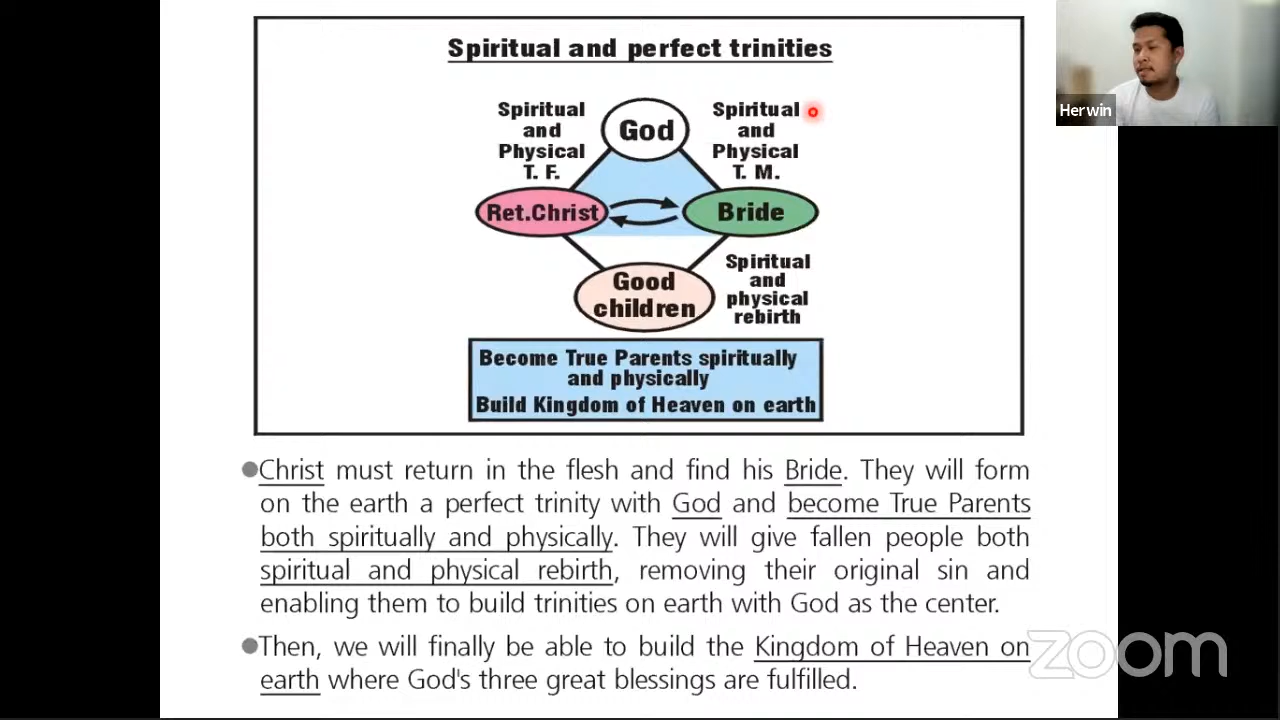 Spiritual and perfect trinities
Spiritual
and
Physical
T. F.
God
Spiritual
and
Physical
T. M.
Ret.Christ
Bride
Good
children
Spiritual
and
physical
rebirth
Become True Parents spiritually
and physically
Build Kingdom of Heaven on earth
●Christ must return in the flesh and find his Bride. They will form
on the earth a perfect trinity with God and become True Parents
both spiritually and physically. They will give fallen people both
spiritual and physical rebirth, removing their original sin and
enabling them to build trinities on earth with God as the center.
●Then, we will finally be able to build the Kingdom of Heaven on
earth where God's three great blessings are fulfilled.
Herwin
zoom